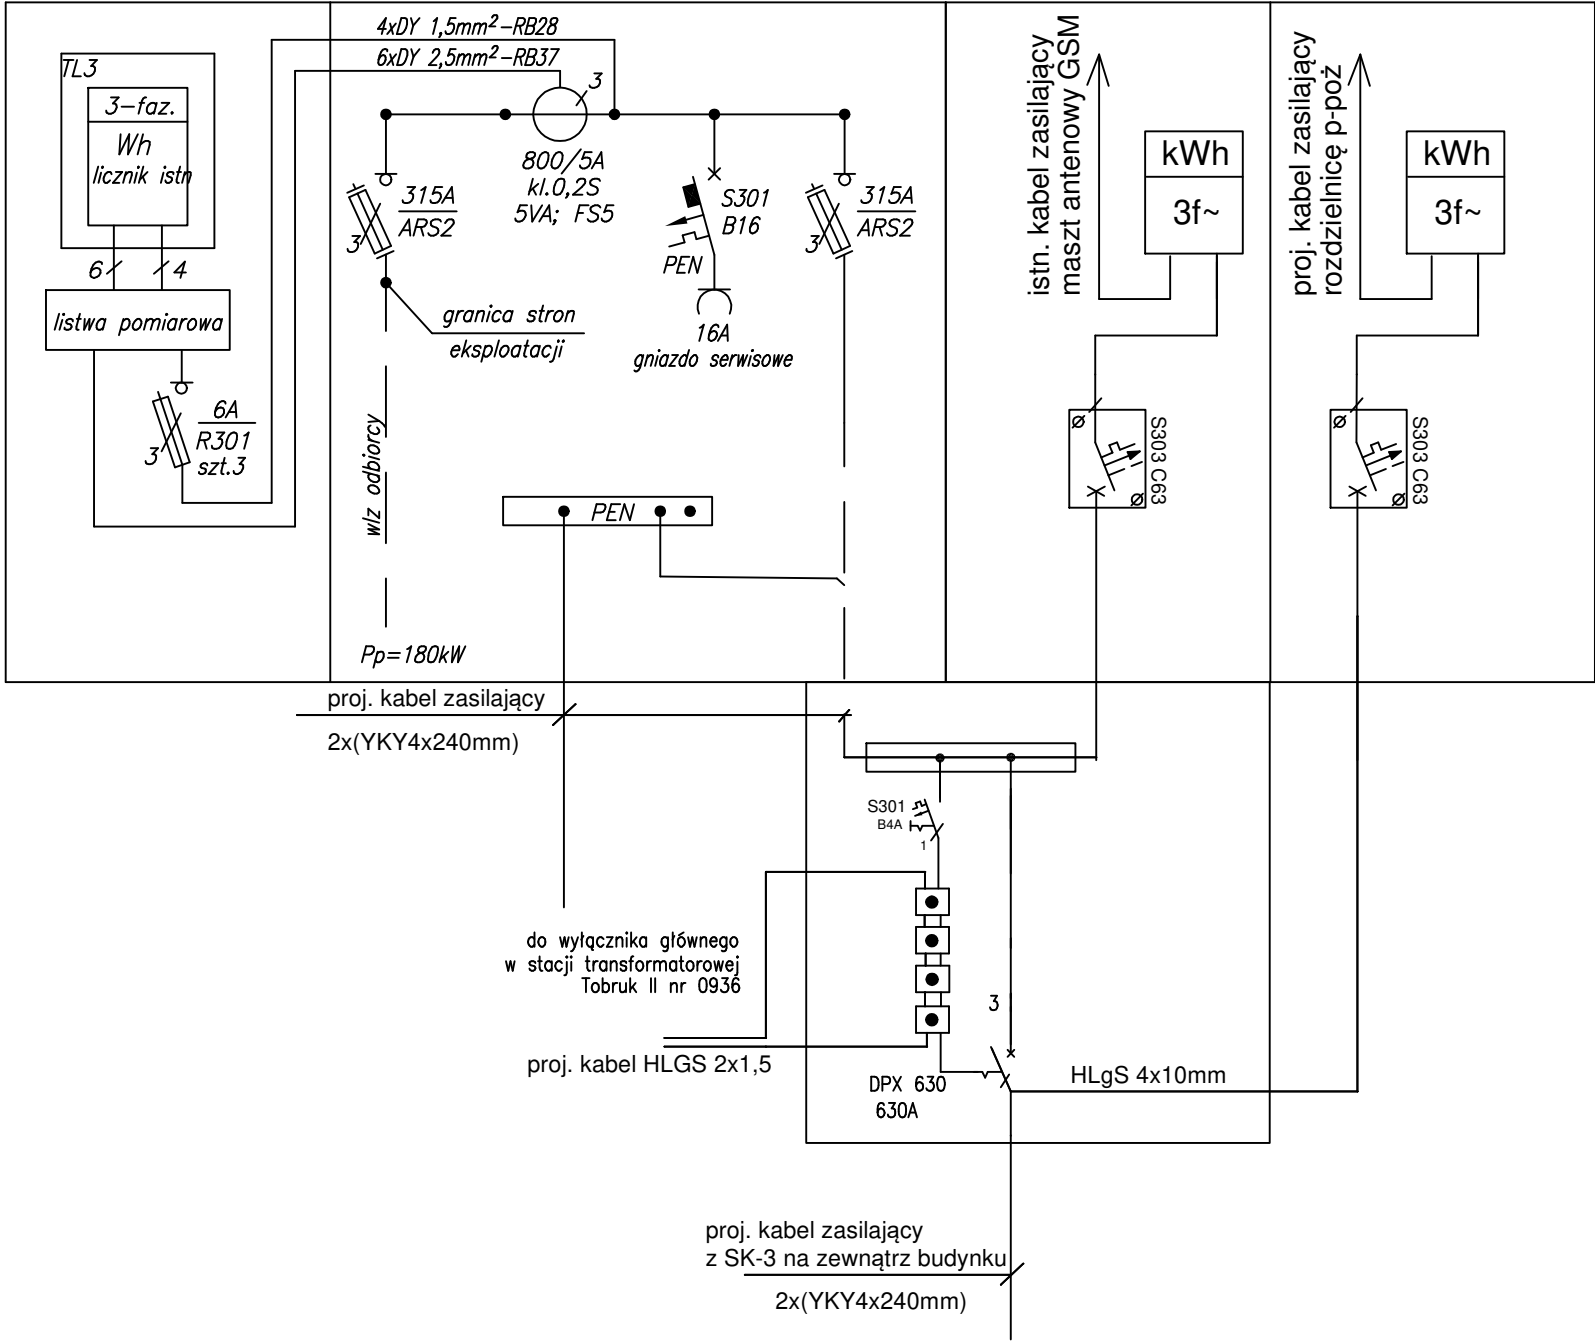 4xDY 1,5mm²-RB28
6xDY 2,5mm²-RB37
TL3
3-faz.
Wh
licznik istn
6
4
listwa pomiarowa
6A
R301
szt.3
3
3
800/5A
kl.0,2S
5VA; FS5
315A
ARS2
3
S301
B16
PEN
16A
gniazdo serwisowe
315A
ARS2
3
granica stron
eksploatacji
wlz odbiorcy
PEN
Pp=180kW
istn. kabel zasilający
maszt antenowy GSM
kWh
3f~
S303 C63
proj. kabel zasilający
rozdzielnicę p-poż
kWh
3f~
S303 C63
proj. kabel zasilający
2x(YKY4x240mm)
S301
B4A
1
do wyłącznika głównego
w stacji transformatorowej
Tobruk II nr 0936
3
proj. kabel HLGS 2x1,5
DPX 630
630A
HLgS 4x10mm
proj. kabel zasilający
z SK-3 na zewnątrz budynku
2x(YKY4x240mm)